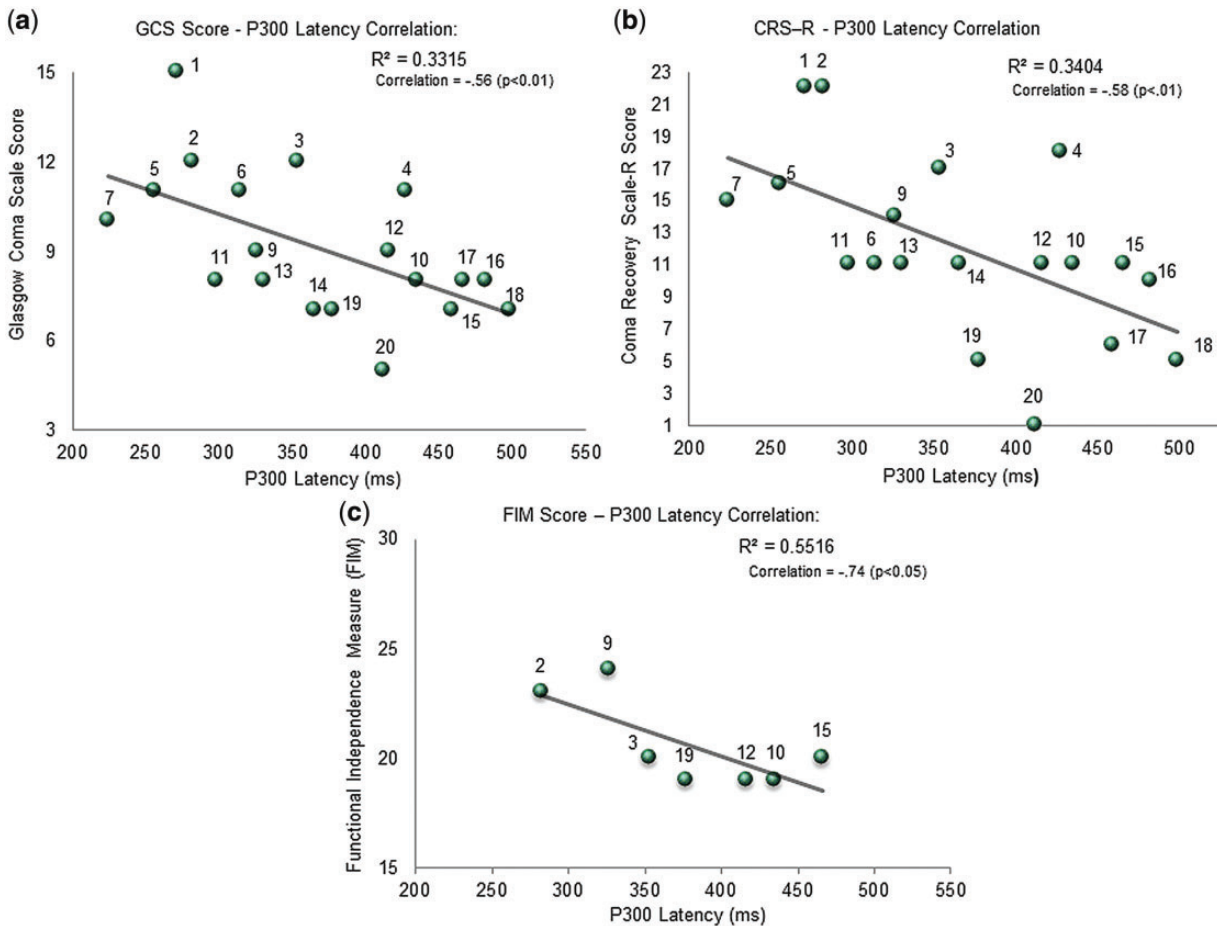 (a)
GCS Score - P300 Latency Correlation:
R² = 0.3315
Correlation = -.56 (p<0.01)
Glasgow Coma Scale Score
15
12
9
6
3
1
2
3
5
6
4
7
12
11
9
13
10
17
16
14
19
15
18
20
200 250 300 350 400 450 500 550
P300 Latency (ms)
(b)
CRS–R - P300 Latency Correlation
R² = 0.3404
Correlation = -.58 (p<.01)
Coma Recovery Scale-R Score
23
21
19
17
15
13
11
9
7
5
3
1
1 2
3
4
5
7
9
11 6 13
14
12 10 15
16
19
17
18
20
200 250 300 350 400 450 500
P300 Latency (ms)
(c)
FIM Score – P300 Latency Correlation:
R² = 0.5516
Correlation = -.74 (p<0.05)
Functional Independence Measure (FIM)
30
25
20
15
9
2
3
19
12 10
15
200 250 300 350 400 450 500 550
P300 Latency (ms)